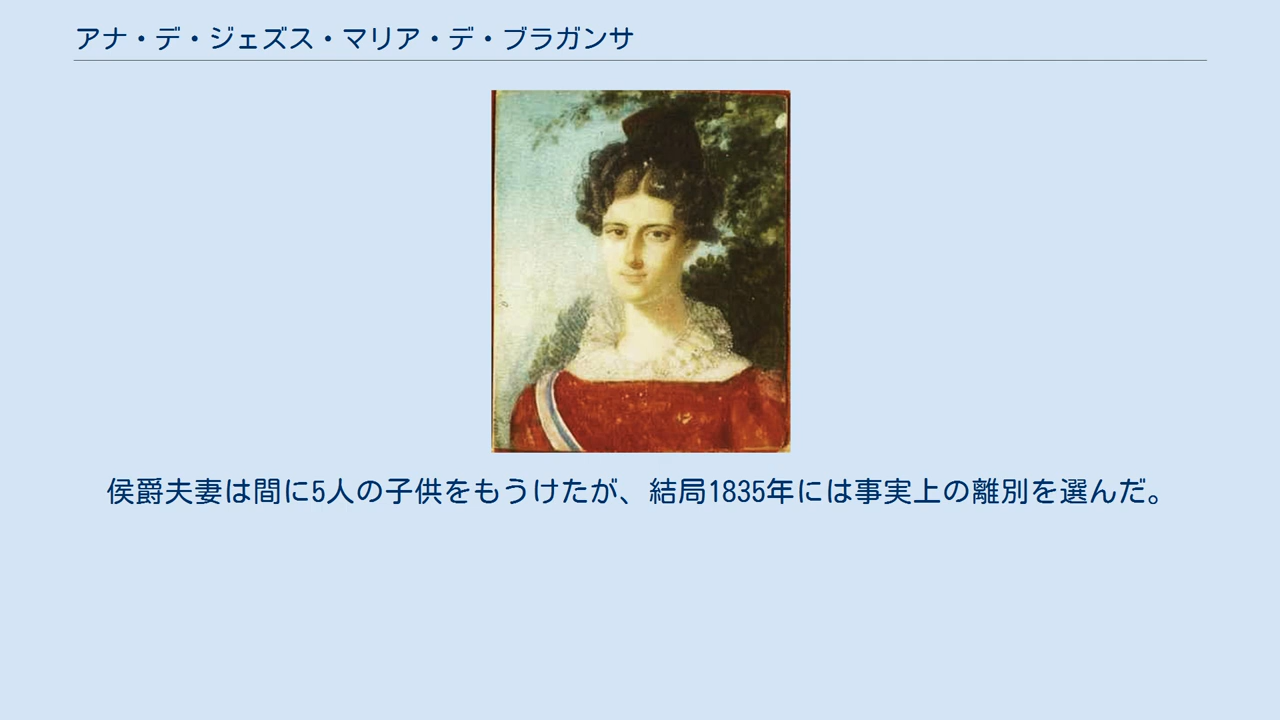 アナ・デ・ジェズス・マリア・デ・ブラガンサ
侯爵夫妻は間に5人の子供をもうけたが、結局1835年には事実上の離別を選んだ。